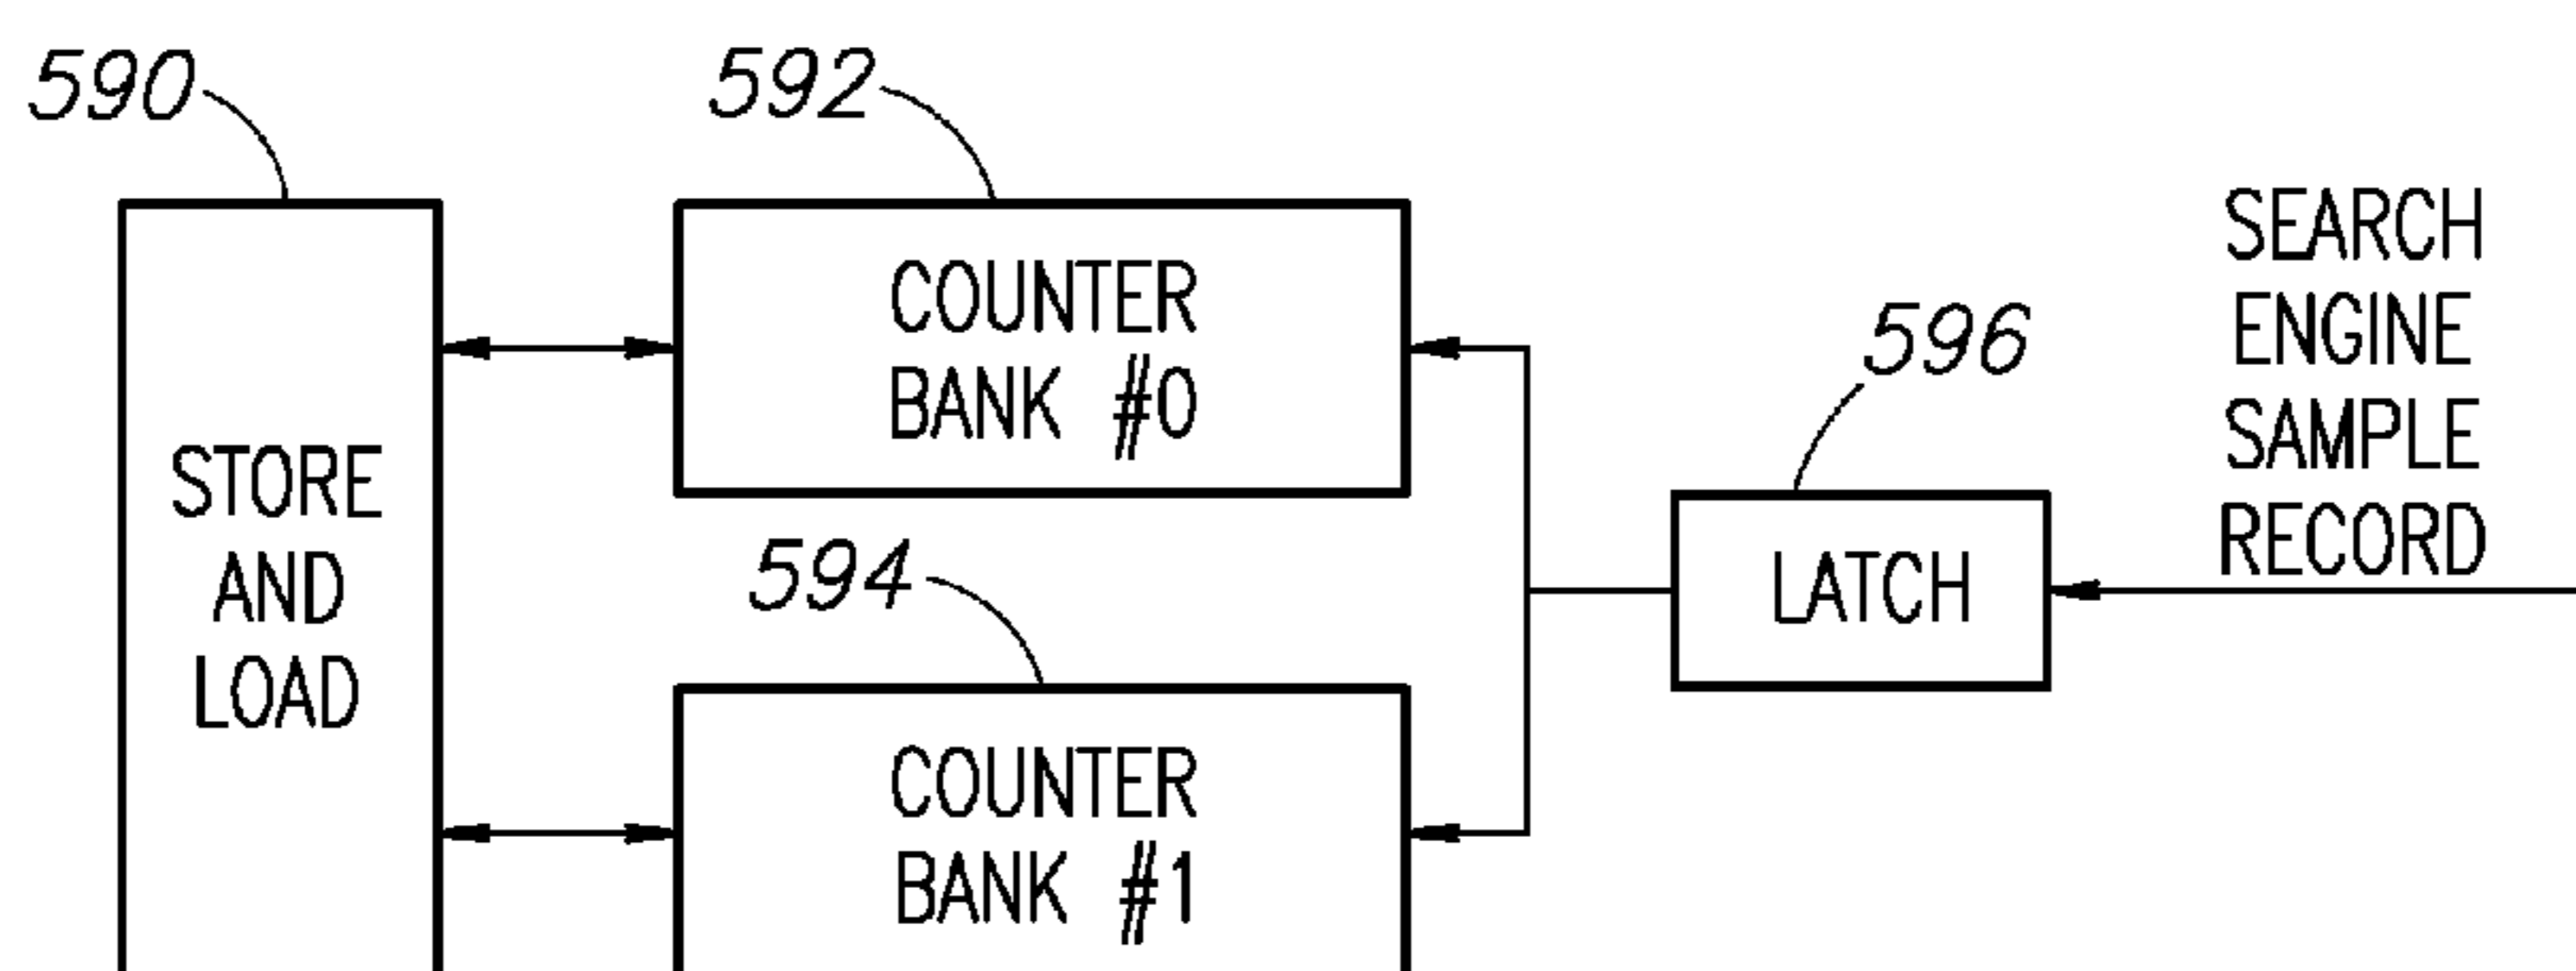 590
592
SEARCH
ENGINE
SAMPLE
RECORD
596
COUNTER
BANK #0
STORE
AND
LOAD
594
LATCH
COUNTER
BANK #1